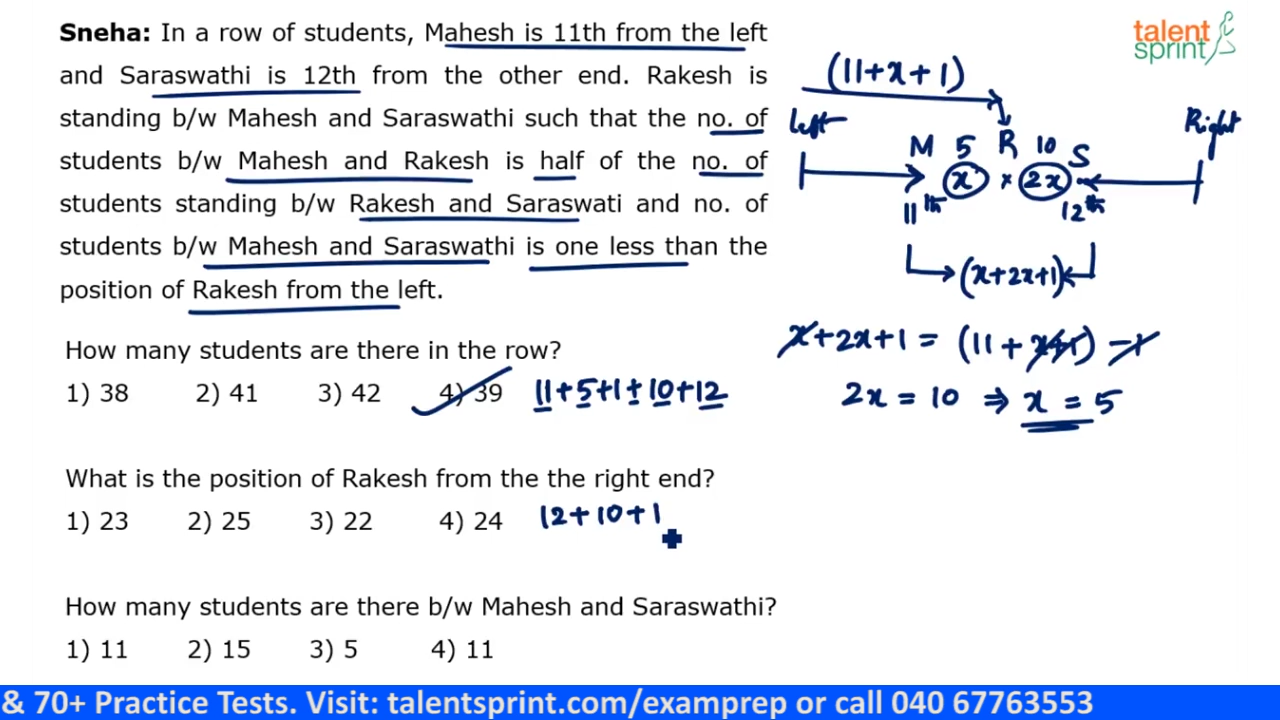 talent
sprint
Sneha: In a row of students, Mahesh is 11th from the left
and Saraswathi is 12th from the other end. Rakesh is
standing b/w Mahesh and Saraswathi such that the no. of
students b/w Mahesh and Rakesh is half of the no. of
students standing b/w Rakesh and Saraswati and no. of
students b/w Mahesh and Saraswathi is one less than the
position of Rakesh from the left.
(11+x+1)
left
Right
M 5 R 10 S
x × 2x
11th 12th
(x+2x+1)
x+2x+1 = (11+x+1) -1
2x = 10 ⇒ x = 5
How many students are there in the row?
1) 38 2) 41 3) 42 4) 39 11+5+1+10+12
What is the position of Rakesh from the the right end?
1) 23 2) 25 3) 22 4) 24 12+10+1
How many students are there b/w Mahesh and Saraswathi?
1) 11 2) 15 3) 5 4) 11
& 70+ Practice Tests. Visit: talentsprint.com/examprep or call 040 67763553